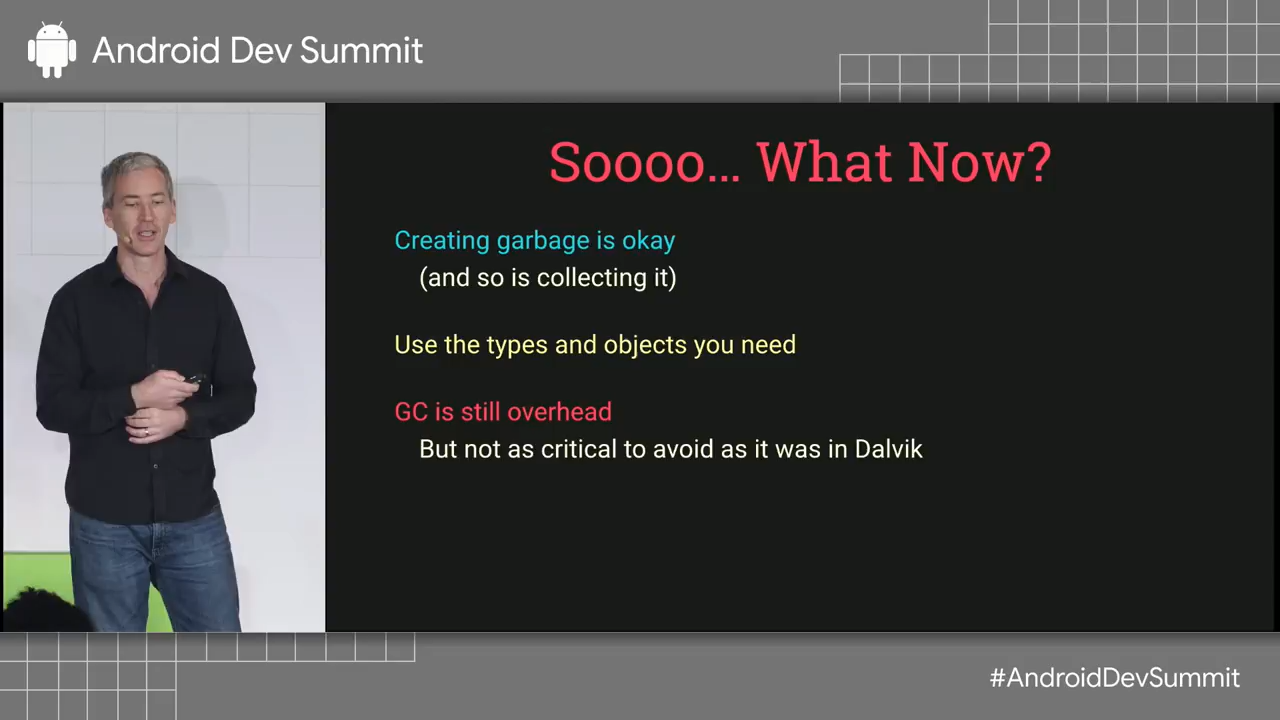 Android Dev Summit
Soooo... What Now?
Creating garbage is okay
(and so is collecting it)
Use the types and objects you need
GC is still overhead
But not as critical to avoid as it was in Dalvik
#AndroidDevSummit